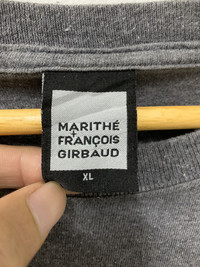 MARITHÉ
+
FRANÇOIS
GIRBAUD
XL